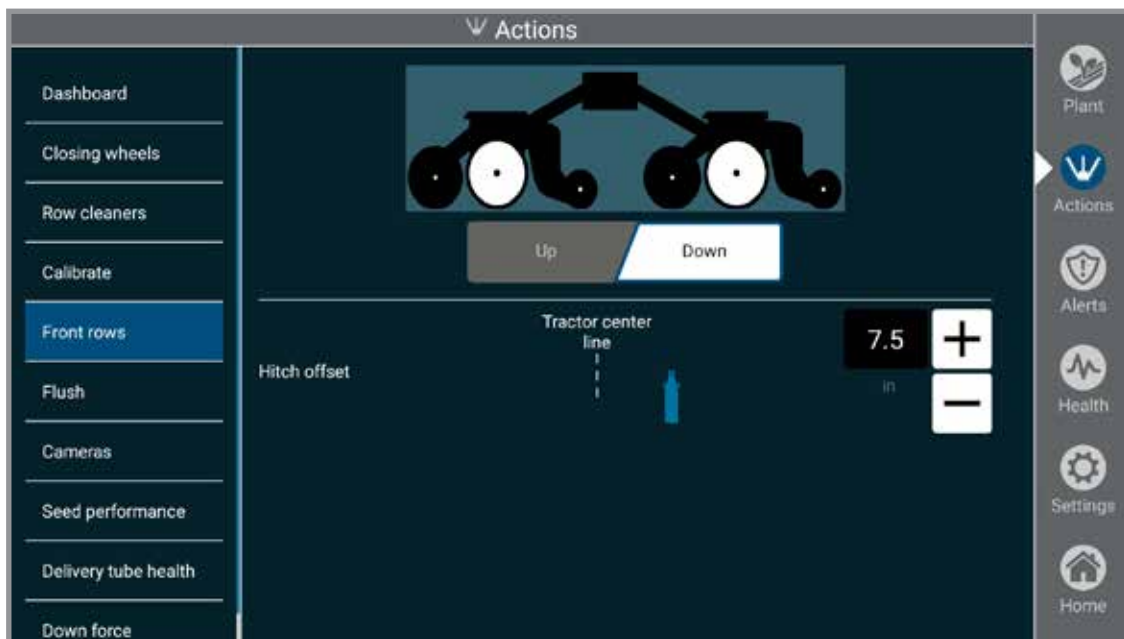 Actions
Dashboard
Closing wheels
Row cleaners
Calibrate
Front rows
Flush
Cameras
Seed performance
Delivery tube health
Down force
Up
Down
Hitch offset
Tractor center
line
7.5
in
Plant
Actions
Alerts
Health
Settings
Home